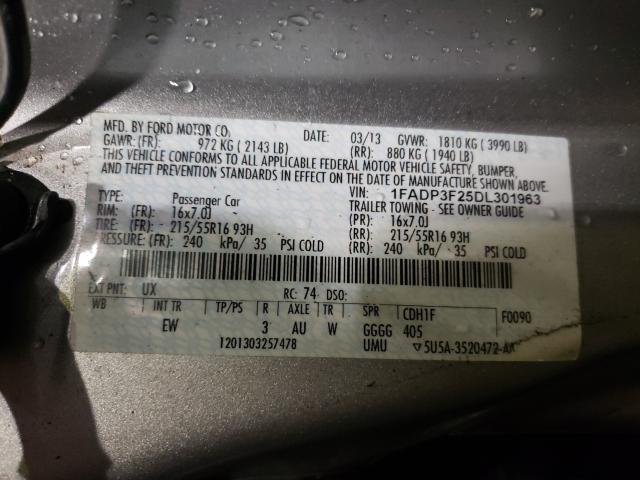 MFD. BY FORD MOTOR CO. DATE: 03/13 GVWR: 1810 KG ( 3990 LB)
GAWR: (FR): 972 KG ( 2143 LB) (RR): 880 KG ( 1940 LB)
THIS VEHICLE CONFORMS TO ALL APPLICABLE FEDERAL MOTOR VEHICLE SAFETY, BUMPER,
AND THEFT PREVENTION STANDARDS IN EFFECT ON THE DATE OF MANUFACTURE SHOWN ABOVE.
VIN: 1FADP3F25DL301963
TYPE: Passenger Car TRAILER TOWING - SEE OWNER GUIDE
RIM: (FR): 16x7.0J (RR): 16x7.0J
TIRE: (FR): 215/55R16 93H (RR): 215/55R16 93H
PRESSURE: (FR) 240 kPa/ 35 PSI COLD (RR) 240 kPa/ 35 PSI COLD
EXT PNT: UX RC: 74 DSO:
WB INT TR TP/PS R AXLE TR SPR CDH1F F0090
EW 3 AU W GGGG 405
1201303257478 UMU ▽5U5A-3520472-AA